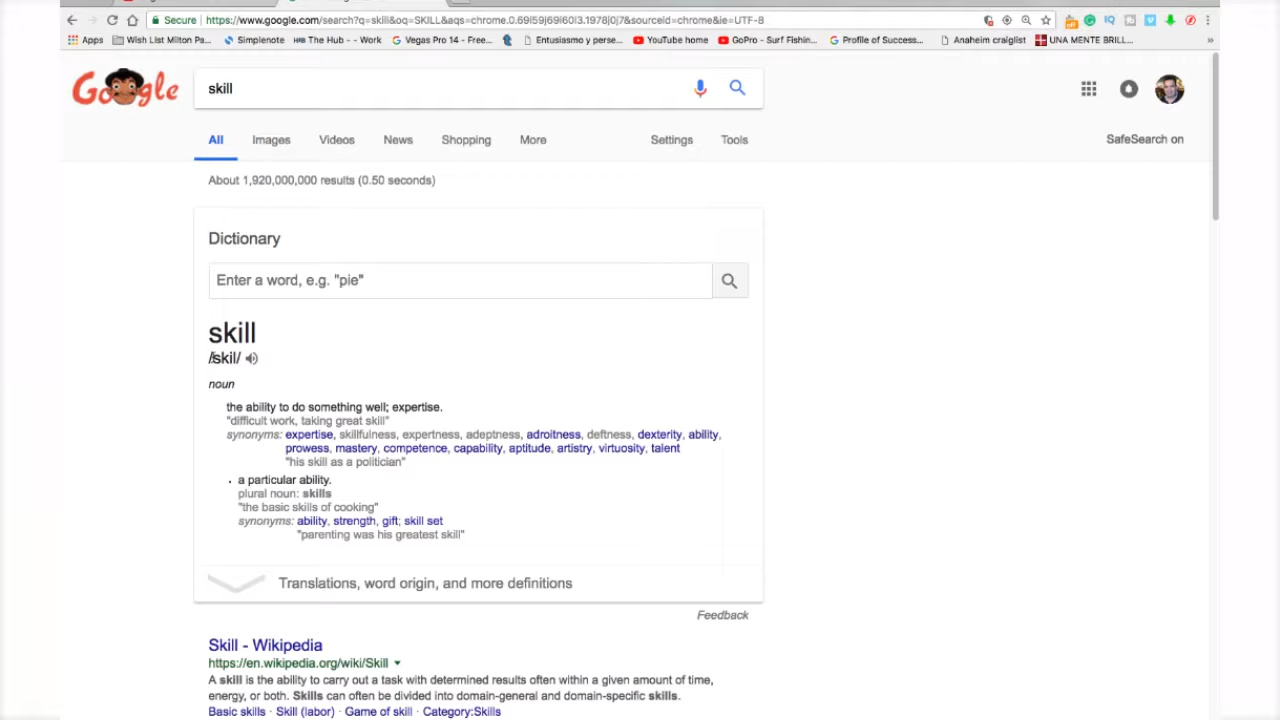 Secure https://www.google.com/search?q=skill&oq=SKILL&aqs=chrome.0.69i59j69i60l3.1978j0j7&sourceid=chrome&ie=UTF-8
Apps Wish List Milton Pa... Simplenote The Hub - - Work Vegas Pro 14 - Free... Entusiasmo y perse... YouTube home GoPro - Surf Fishin... Profile of Success... Anaheim craiglist UNA MENTE BRILL... »
Google skill
All Images Videos News Shopping More Settings Tools SafeSearch on
About 1,920,000,000 results (0.50 seconds)
Dictionary
Enter a word, e.g. "pie"
skill
/skil/
noun
the ability to do something well; expertise.
"difficult work, taking great skill"
synonyms: expertise, skillfulness, expertness, adeptness, adroitness, deftness, dexterity, ability,
prowess, mastery, competence, capability, aptitude, artistry, virtuosity, talent
"his skill as a politician"
• a particular ability.
plural noun: skills
"the basic skills of cooking"
synonyms: ability, strength, gift; skill set
"parenting was his greatest skill"
Translations, word origin, and more definitions
Feedback
Skill - Wikipedia
https://en.wikipedia.org/wiki/Skill
A skill is the ability to carry out a task with determined results often within a given amount of time,
energy, or both. Skills can often be divided into domain-general and domain-specific skills.
Basic skills · Skill (labor) · Game of skill · Category:Skills